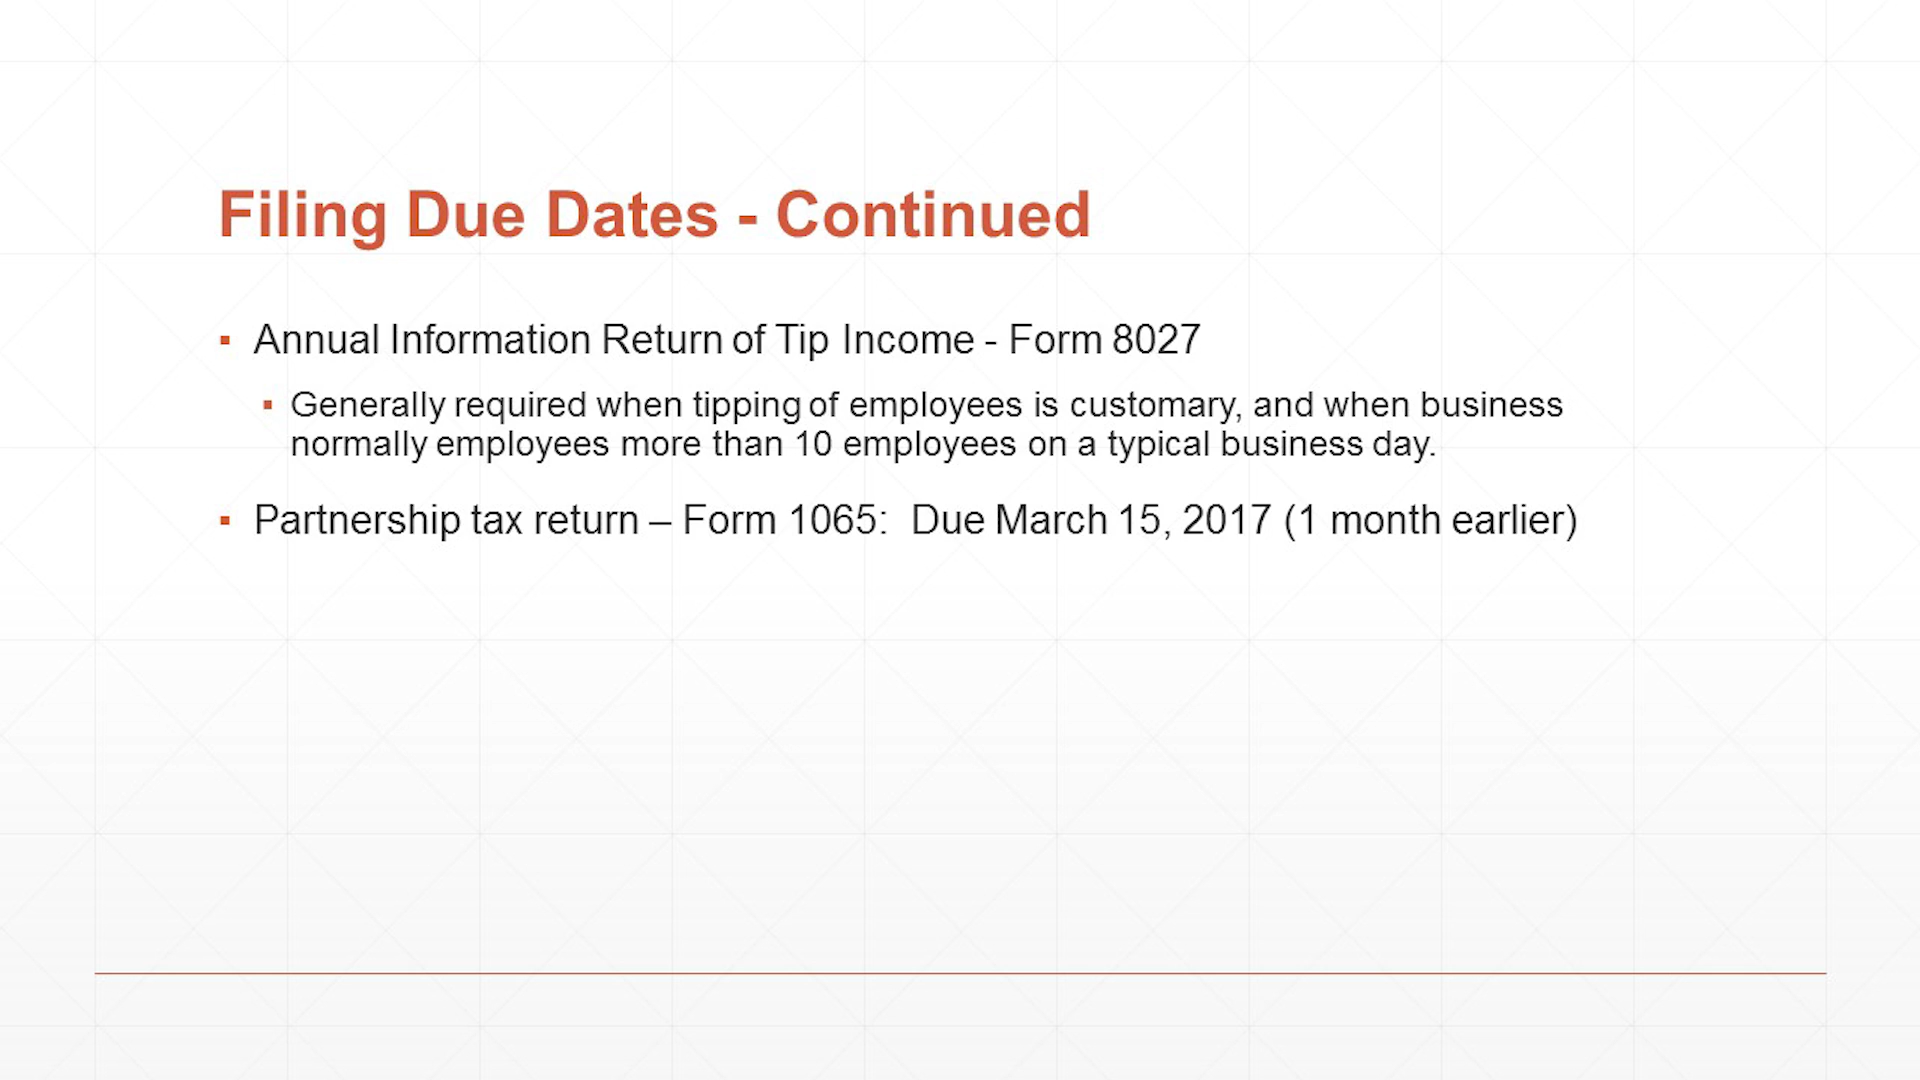 Filing Due Dates - Continued
▪ Annual Information Return of Tip Income - Form 8027
▪ Generally required when tipping of employees is customary, and when business
normally employees more than 10 employees on a typical business day.
▪ Partnership tax return – Form 1065:  Due March 15, 2017 (1 month earlier)